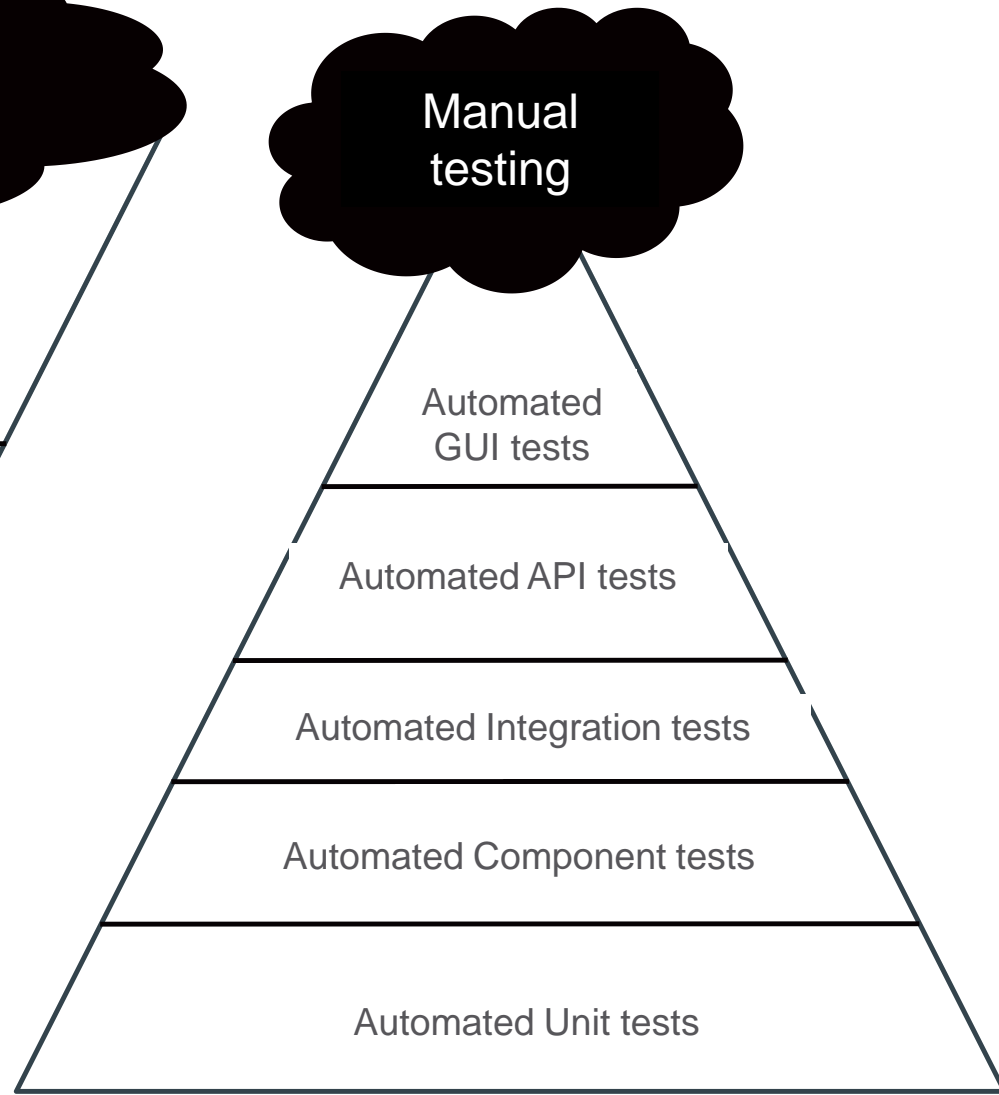 Manual
testing
Automated
GUI tests
Automated API tests
Automated Integration tests
Automated Component tests
Automated Unit tests